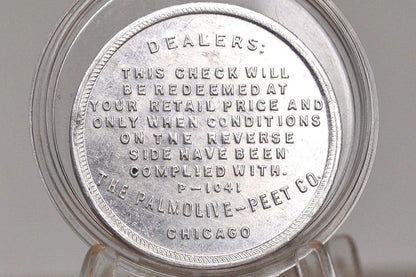 DEALERS:
THIS CHECK WILL
BE REDEEMED AT
YOUR RETAIL PRICE AND
ONLY WHEN CONDITIONS
ON THE REVERSE
SIDE HAVE BEEN
COMPLIED WITH.
P-1041
THE PALMOLIVE-PEET CO.
CHICAGO